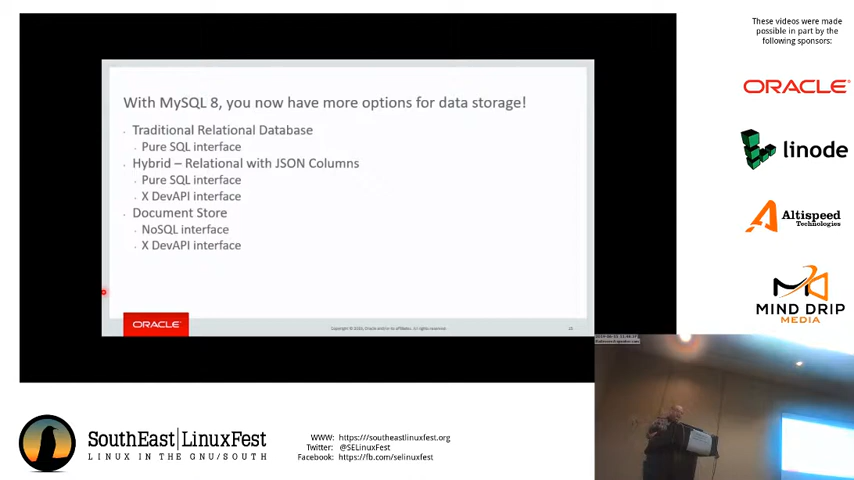 These videos were made
possible in part by the
following sponsors:
ORACLE
linode
Altispeed
Technologies
MIND DRIP
MEDIA
With MySQL 8, you now have more options for data storage!
Traditional Relational Database
Pure SQL interface
Hybrid – Relational with JSON Columns
Pure SQL interface
X DevAPI interface
Document Store
NoSQL interface
X DevAPI interface
ORACLE
SouthEast|LinuxFest
LINUX IN THE GNU/SOUTH
WWW: https:///southeastlinuxfest.org
Twitter: @SELinuxFest
Facebook: https://fb.com/selinuxfest